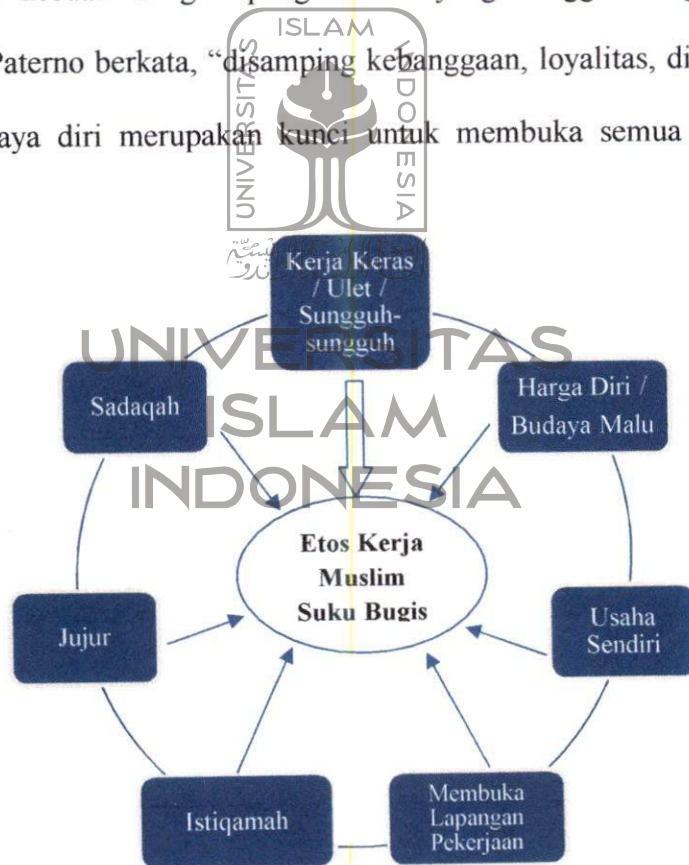 Paterno berkata, “disamping kebanggaan, loyalitas,
diri merupakan kunci untuk membuka semua
ISLAM
UNIVERSITAS
INDONESIA
UNIVERSITAS
ISLAM
INDONESIA
Kerja Keras
/ Ulet /
Sungguh-
sungguh
Harga Diri /
Budaya Malu
Usaha
Sendiri
Membuka
Lapangan
Pekerjaan
Istiqamah
Jujur
Sadaqah
Etos Kerja
Muslim
Suku Bugis